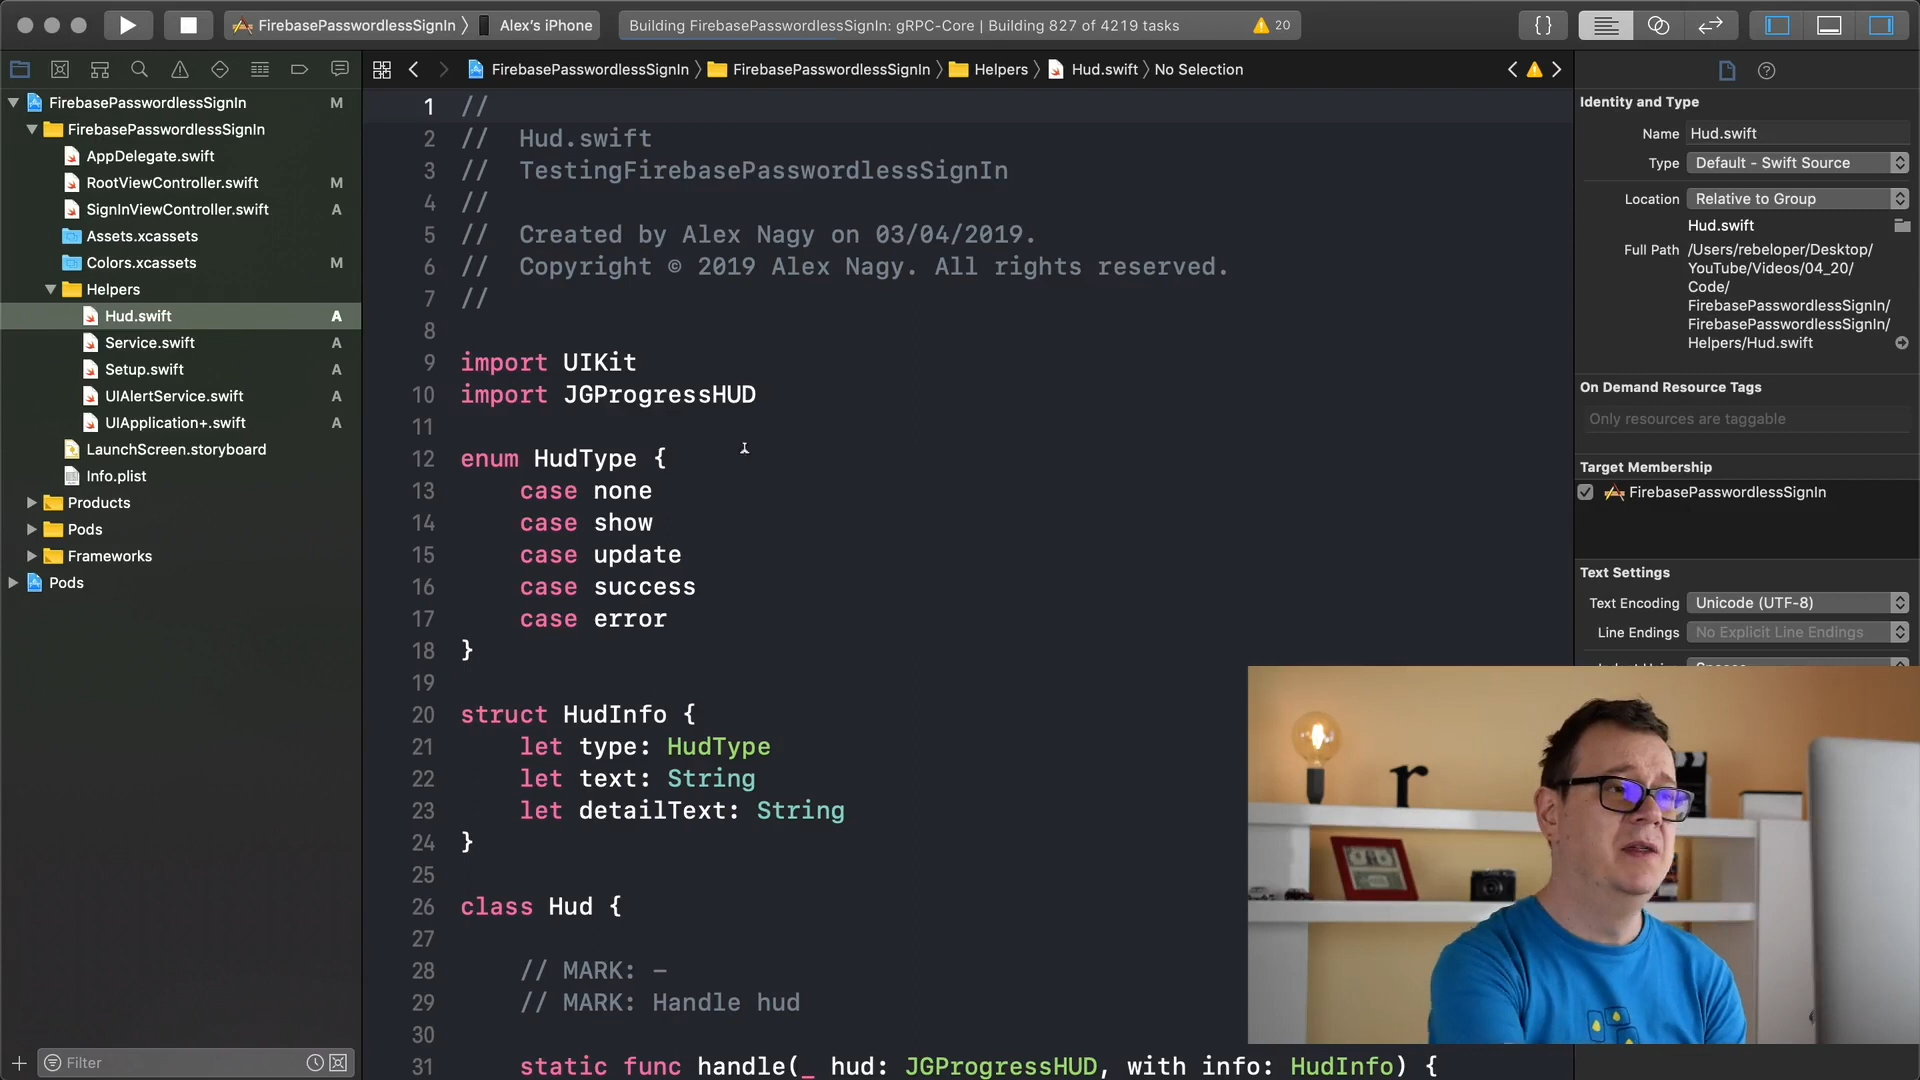 FirebasePasswordlessSignIn
Alex's iPhone
Building FirebasePasswordlessSignIn: gRPC-Core | Building 827 of 4219 tasks
20
{ }
FirebasePasswordlessSignIn
FirebasePasswordlessSignIn
Helpers
Hud.swift
No Selection
FirebasePasswordlessSignIn M
FirebasePasswordlessSignIn
AppDelegate.swift
RootViewController.swift M
SignInViewController.swift A
Assets.xcassets
Colors.xcassets M
Helpers
Hud.swift A
Service.swift A
Setup.swift A
UIAlertService.swift A
UIApplication+.swift A
LaunchScreen.storyboard
Info.plist
Products
Pods
Frameworks
Pods
Filter
1 //
2 //  Hud.swift
3 //  TestingFirebasePasswordlessSignIn
4 //
5 //  Created by Alex Nagy on 03/04/2019.
6 //  Copyright © 2019 Alex Nagy. All rights reserved.
7 //
8
9 import UIKit
10 import JGProgressHUD
11
12 enum HudType {
13     case none
14     case show
15     case update
16     case success
17     case error
18 }
19
20 struct HudInfo {
21     let type: HudType
22     let text: String
23     let detailText: String
24 }
25
26 class Hud {
27
28     // MARK: -
29     // MARK: Handle hud
30
31     static func handle(_ hud: JGProgressHUD, with info: HudInfo) {
Identity and Type
Name Hud.swift
Type Default - Swift Source
Location Relative to Group
Hud.swift
Full Path /Users/rebeloper/Desktop/
YouTube/Videos/04_20/
Code/
FirebasePasswordlessSignIn/
FirebasePasswordlessSignIn/
Helpers/Hud.swift
On Demand Resource Tags
Only resources are taggable
Target Membership
FirebasePasswordlessSignIn
Text Settings
Text Encoding Unicode (UTF-8)
Line Endings No Explicit Line Endings
r